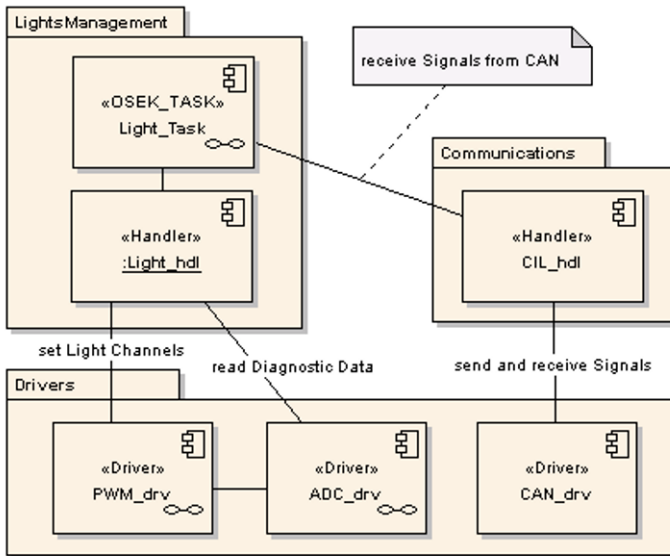 LightsManagement
receive Signals from CAN
«OSEK_TASK»
Light_Task
Communications
«Handler»
:Light_hdl
«Handler»
CIL_hdl
set Light Channels
read Diagnostic Data
send and receive Signals
Drivers
«Driver»
PWM_drv
«Driver»
ADC_drv
«Driver»
CAN_drv